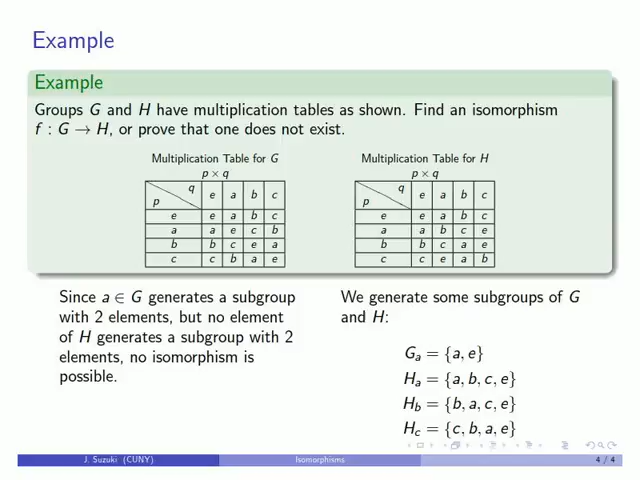 Example
Example
Groups G and H have multiplication tables as shown. Find an isomorphism
f : G → H, or prove that one does not exist.
Multiplication Table for G
p × q
q
p
e a b c
e e a b c
a a e c b
b b c e a
c c b a e
Multiplication Table for H
p × q
q
p
e a b c
e e a b c
a a b c e
b b c a e
c c e a b
Since a ∈ G generates a subgroup
with 2 elements, but no element
of H generates a subgroup with 2
elements, no isomorphism is
possible.
We generate some subgroups of G
and H:
Gₐ = {a, e}
Hₐ = {a, b, c, e}
H_b = {b, a, c, e}
H_c = {c, b, a, e}
J. Suzuki (CUNY)
Isomorphisms
4 / 4